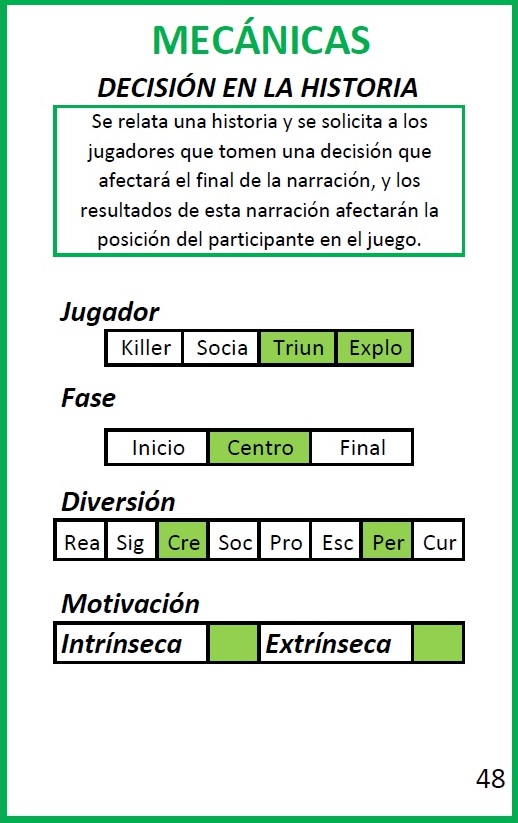 MECÁNICAS
DECISIÓN EN LA HISTORIA
Se relata una historia y se solicita a los
jugadores que tomen una decisión que
afectará el final de la narración, y los
resultados de esta narración afectarán la
posición del participante en el juego.
Jugador
Killer Socia Triun Explo
Fase
Inicio Centro Final
Diversión
Rea Sig Cre Soc Pro Esc Per Cur
Motivación
Intrínseca Extrínseca
48